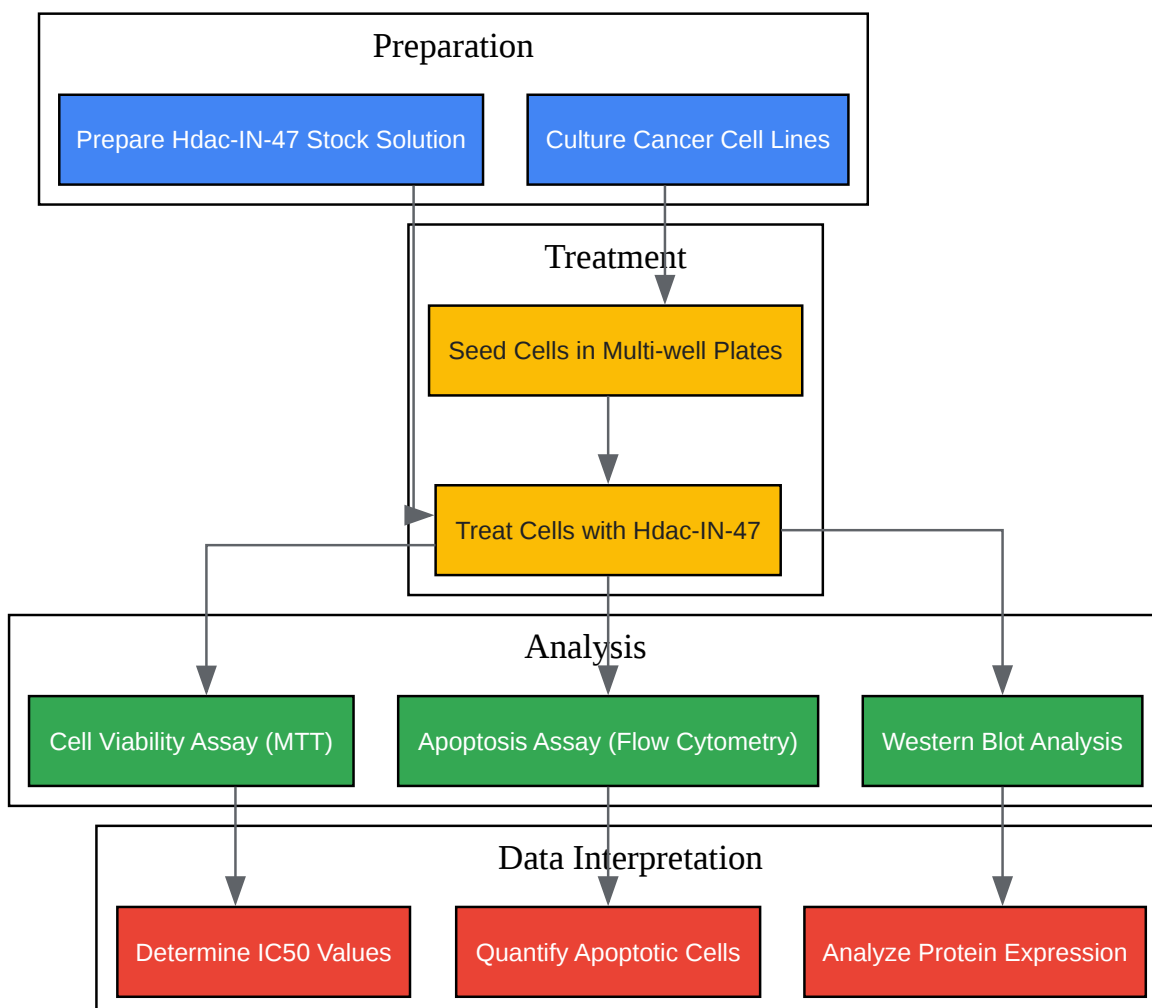 Preparation
Prepare Hdac-IN-47 Stock Solution
Culture Cancer Cell Lines
Treatment
Seed Cells in Multi-well Plates
Treat Cells with Hdac-IN-47
Analysis
Cell Viability Assay (MTT)
Apoptosis Assay (Flow Cytometry)
Western Blot Analysis
Data Interpretation
Determine IC50 Values
Quantify Apoptotic Cells
Analyze Protein Expression